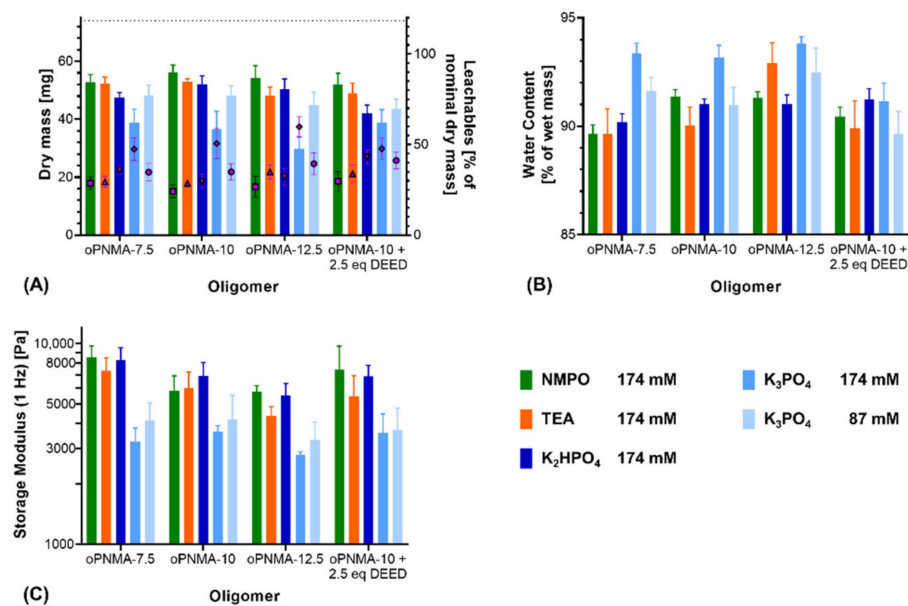 Dry mass [mg]
60
40
20
0
100
50
0
Leachables [% of
nominal dry mass]
oPNMA-7.5
oPNMA-10
oPNMA-12.5
oPNMA-10 +
2.5 eq DEED
(A)
Oligomer
Water Content
[% of wet mass]
95
90
85
oPNMA-7.5
oPNMA-10
oPNMA-12.5
oPNMA-10 +
2.5 eq DEED
(B)
Oligomer
Storage Modulus (1 Hz) [Pa]
10,000
8000
5000
3000
1000
oPNMA-7.5
oPNMA-10
oPNMA-12.5
oPNMA-10 +
2.5 eq DEED
(C)
Oligomer
NMPO 174 mM
TEA 174 mM
K₂HPO₄ 174 mM
K₃PO₄ 174 mM
K₃PO₄ 87 mM